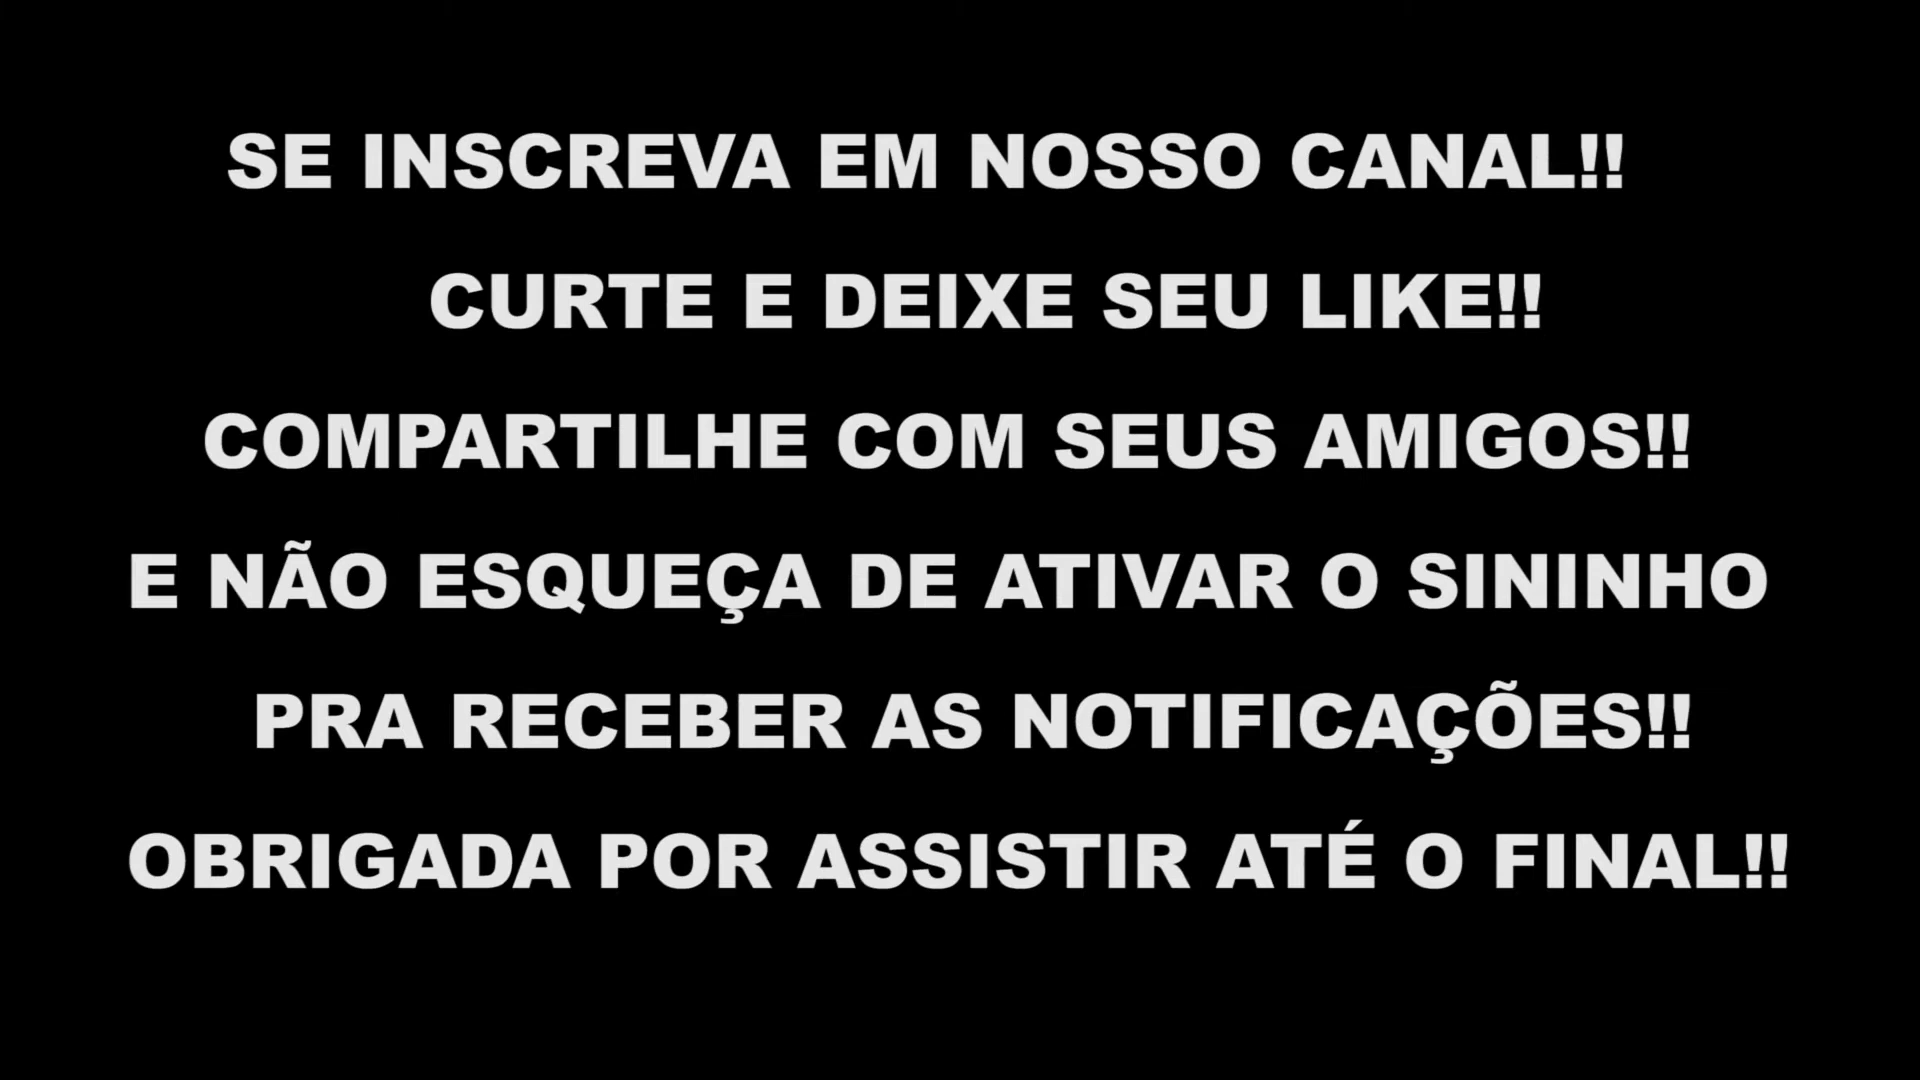 SE INSCREVA EM NOSSO CANAL!!
CURTE E DEIXE SEU LIKE!!
COMPARTILHE COM SEUS AMIGOS!!
E NÃO ESQUEÇA DE ATIVAR O SININHO
PRA RECEBER AS NOTIFICAÇÕES!!
OBRIGADA POR ASSISTIR ATÉ O FINAL!!